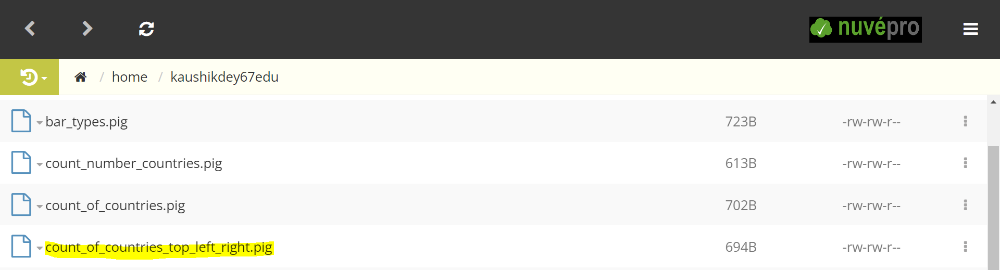 nuvépro
/ home / kaushikdey67edu
bar_types.pig 723B -rw-rw-r--
count_number_countries.pig 613B -rw-rw-r--
count_of_countries.pig 702B -rw-rw-r--
count_of_countries_top_left_right.pig 694B -rw-rw-r--